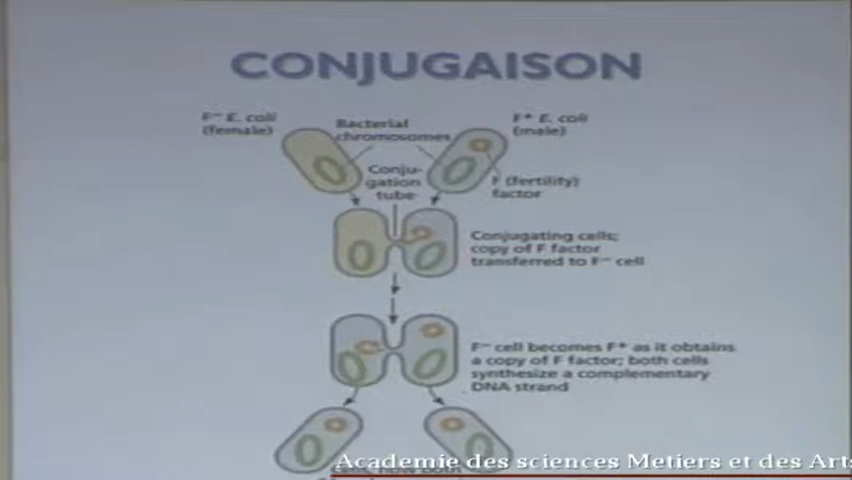 CONJUGAISON
F⁻ E. coli
(female)
Bacterial
chromosomes
F⁺ E. coli
(male)
Conju-
gation
tube
F (fertility)
factor
Conjugating cells;
copy of F factor
transferred to F⁻ cell
F⁻ cell becomes F⁺ as it obtains
a copy of F factor; both cells
synthesize a complementary
DNA strand
Academie des sciences Metiers et des Arts